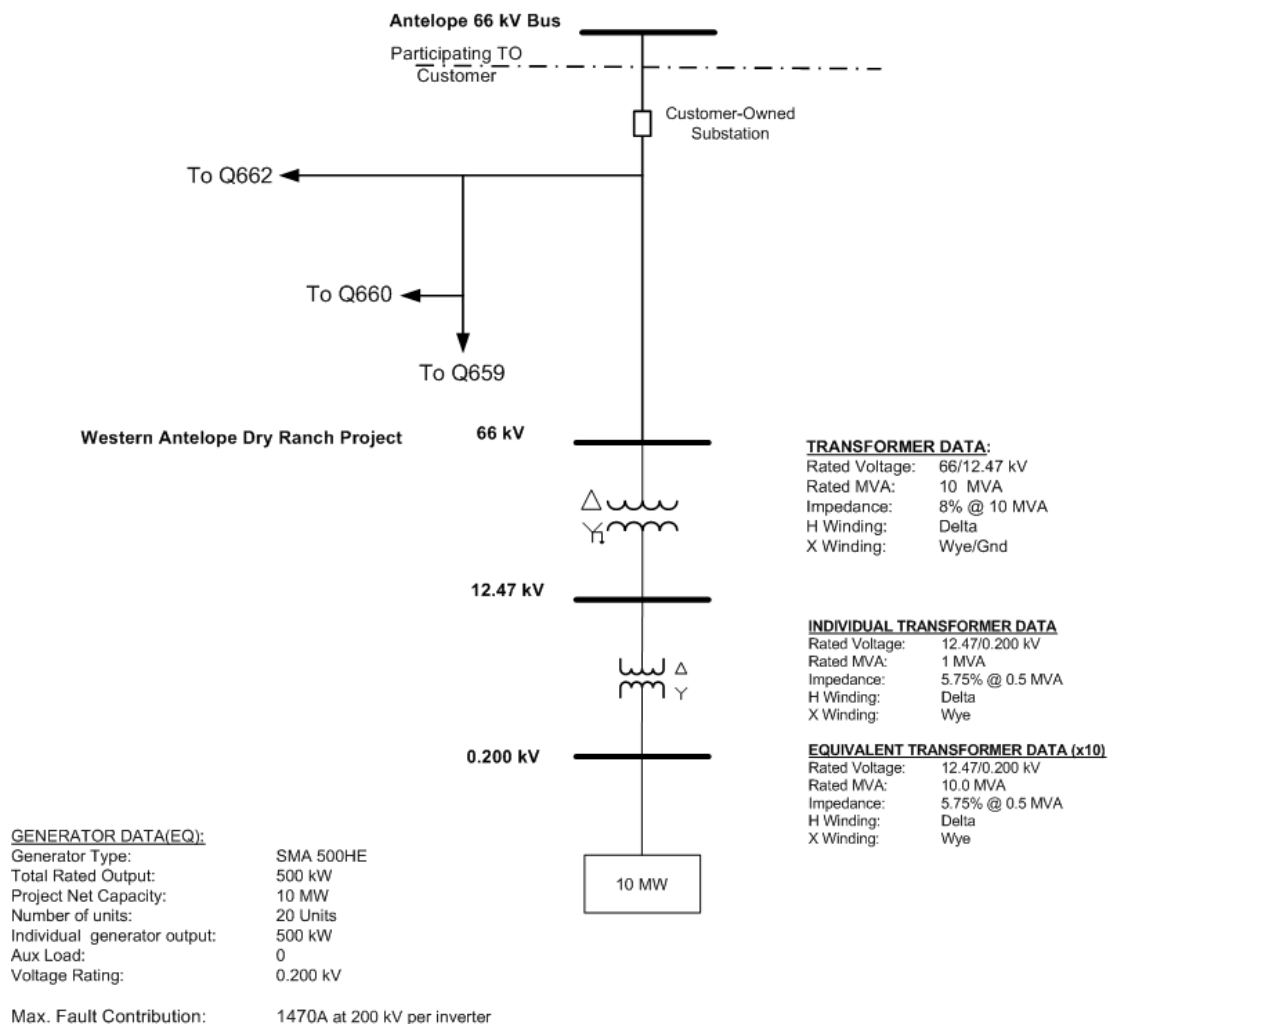 Antelope 66 kV Bus
Participating TO
Customer
Customer-Owned
Substation
To Q662
To Q660
To Q659
Western Antelope Dry Ranch Project
66 kV
TRANSFORMER DATA:
Rated Voltage: 66/12.47 kV
Rated MVA: 10 MVA
Impedance: 8% @ 10 MVA
H Winding: Delta
X Winding: Wye/Gnd
12.47 kV
INDIVIDUAL TRANSFORMER DATA
Rated Voltage: 12.47/0.200 kV
Rated MVA: 1 MVA
Impedance: 5.75% @ 0.5 MVA
H Winding: Delta
X Winding: Wye
0.200 kV
EQUIVALENT TRANSFORMER DATA (x10)
Rated Voltage: 12.47/0.200 kV
Rated MVA: 10.0 MVA
Impedance: 5.75% @ 0.5 MVA
H Winding: Delta
X Winding: Wye
10 MW
GENERATOR DATA(EQ):
Generator Type: SMA 500HE
Total Rated Output: 500 kW
Project Net Capacity: 10 MW
Number of units: 20 Units
Individual generator output: 500 kW
Aux Load: 0
Voltage Rating: 0.200 kV
Max. Fault Contribution: 1470A at 200 kV per inverter